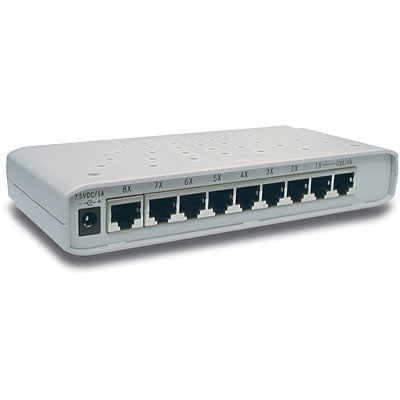 7.5VDC/1A
8X 7X 6X 5X 4X 3X 2X 1X UpLink
- +